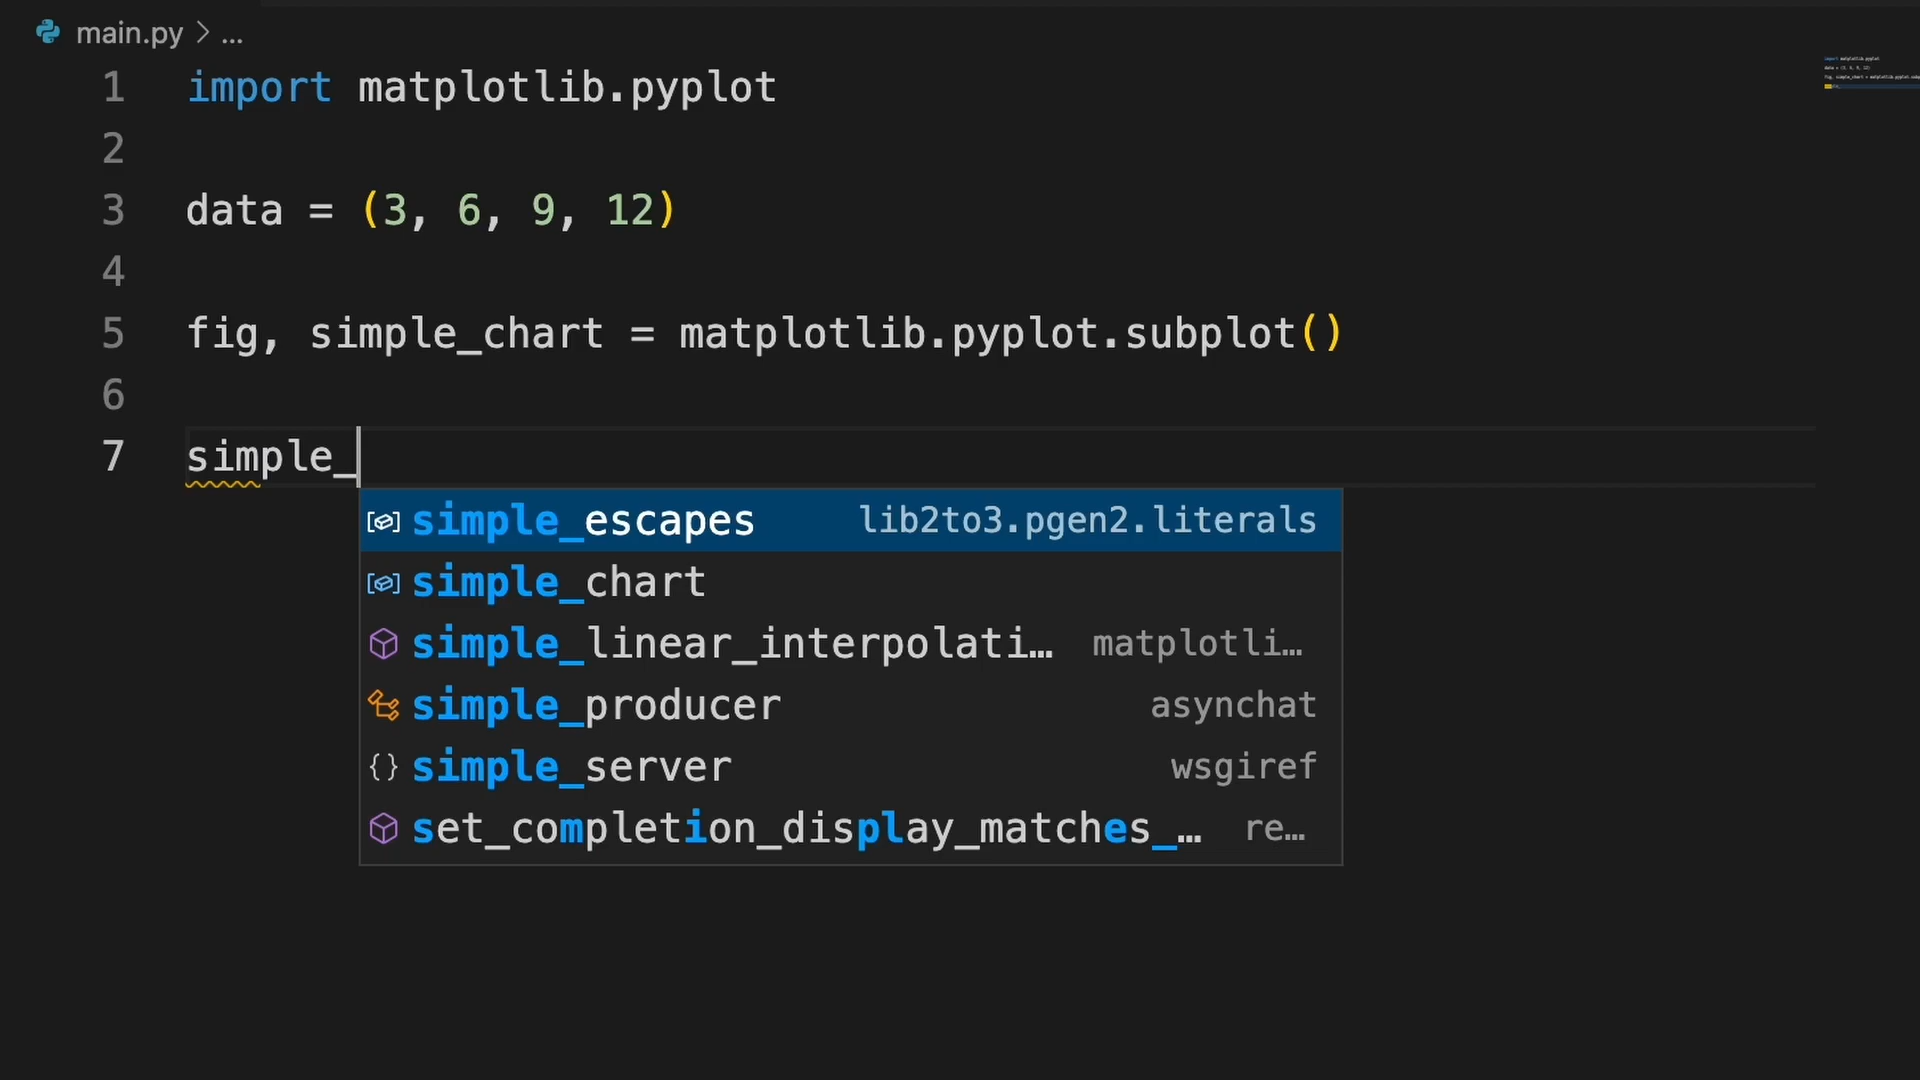 main.py > ...
1 import matplotlib.pyplot
2
3 data = (3, 6, 9, 12)
4
5 fig, simple_chart = matplotlib.pyplot.subplot()
6
7 simple_
simple_escapes lib2to3.pgen2.literals
simple_chart
simple_linear_interpolati… matplotli…
simple_producer asynchat
simple_server wsgiref
set_completion_display_matches_… re…